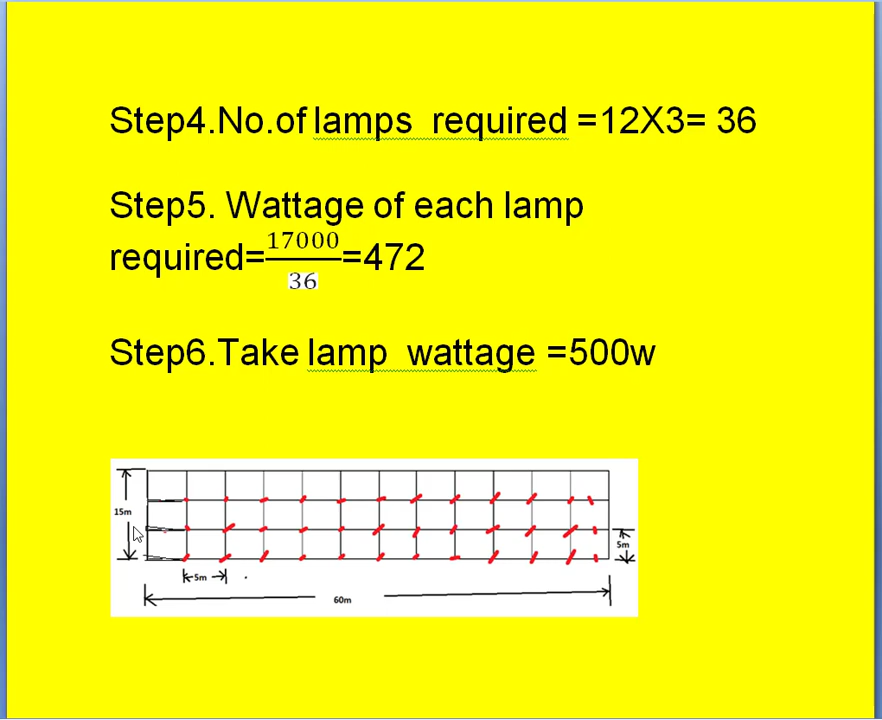 Step4.No.of lamps required =12X3= 36
Step5. Wattage of each lamp
required=17000/36=472
Step6.Take lamp wattage =500w
15m
5m
5m
60m